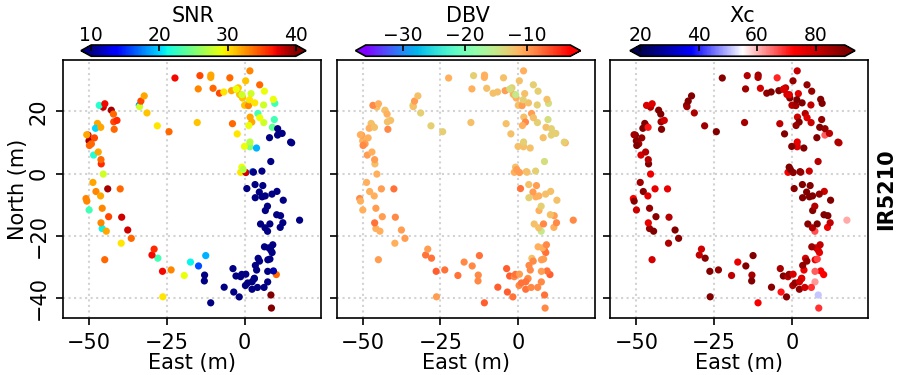 SNR DBV Xc
10 20 30 40 −30 −20 −10 20 40 60 80
North (m)
20
0
−20
−40
−50 −25 0 −50 −25 0 −50 −25 0
East (m) East (m) East (m)
IR5210